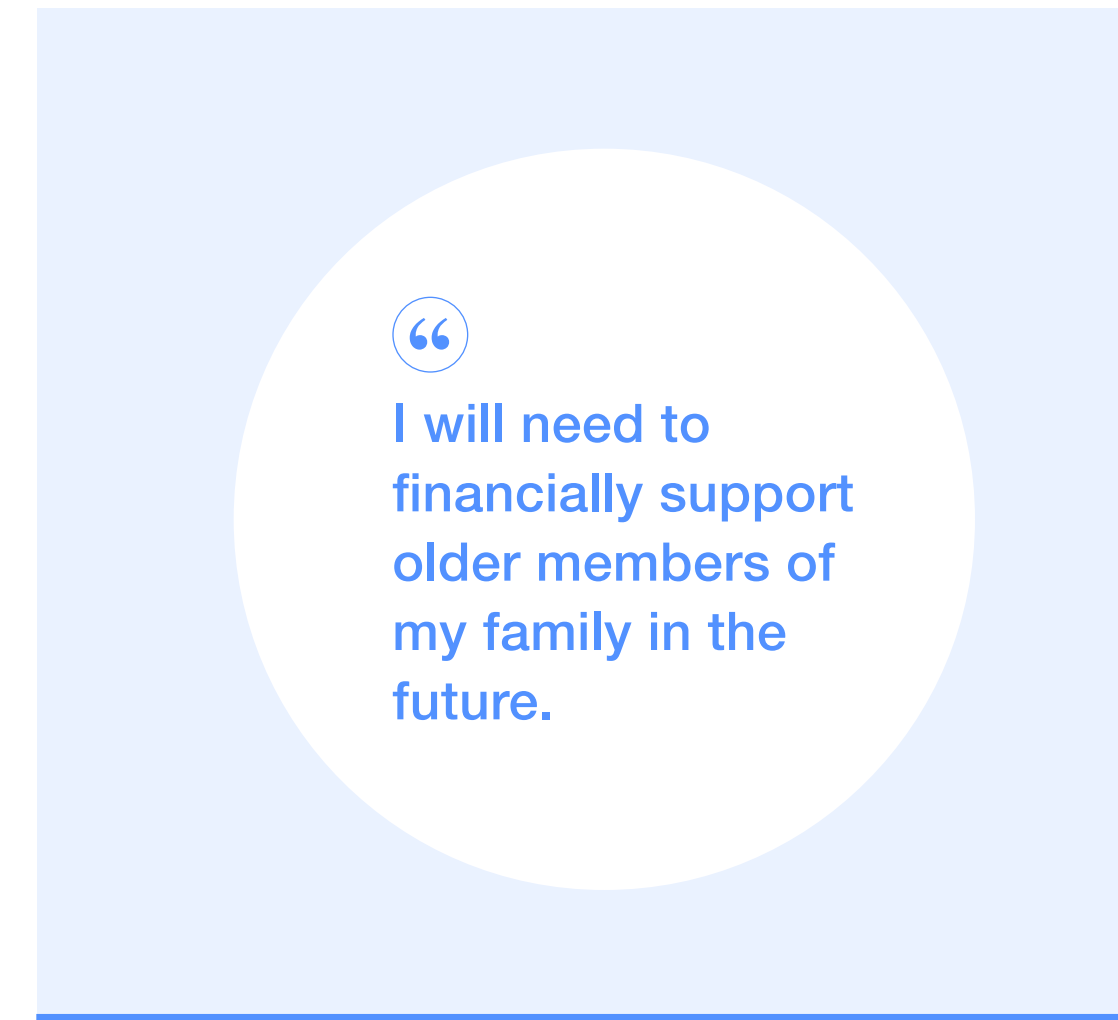 “
I will need to
financially support
older members of
my family in the
future.